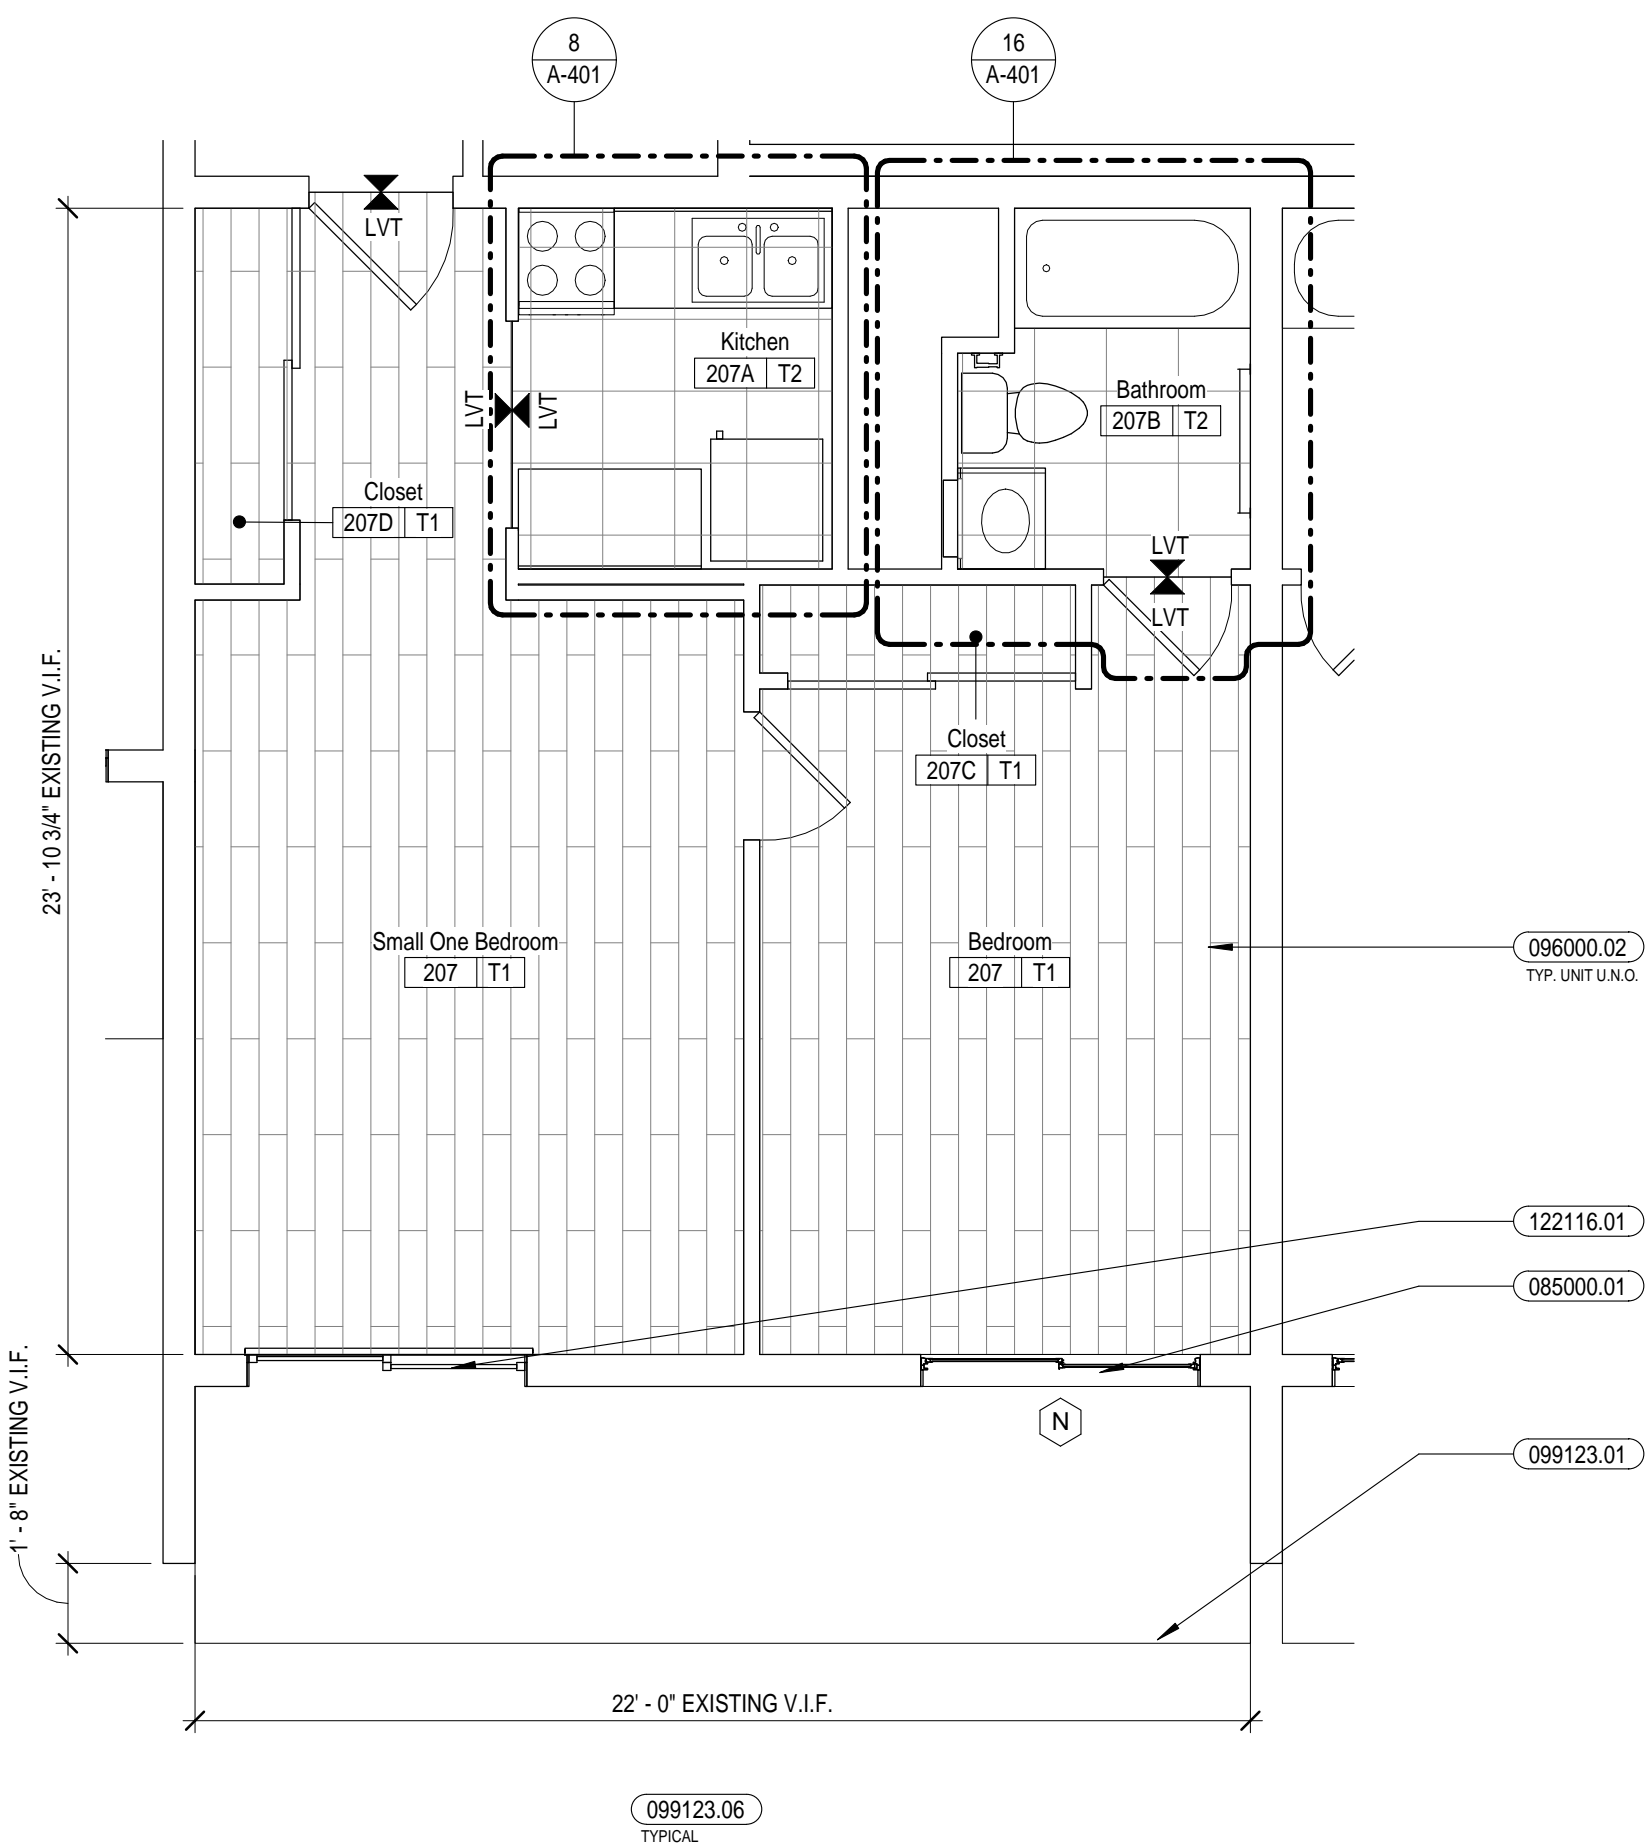 8
A-401
16
A-401
LVT
Kitchen
207A T2
LVT
LVT
Bathroom
207B T2
Closet
207D T1
LVT
LVT
Closet
207C T1
23' - 10 3/4" EXISTING V.I.F.
Small One Bedroom
207 T1
Bedroom
207 T1
096000.02
TYP. UNIT U.N.O.
122116.01
085000.01
1' - 8" EXISTING V.I.F.
N
099123.01
22' - 0" EXISTING V.I.F.
099123.06
TYPICAL